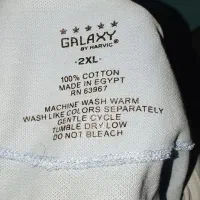 GALAXY
BY HARVIC®
-2XL-
100% COTTON
MADE IN EGYPT
RN 63967
MACHINE WASH WARM
WASH LIKE COLORS SEPARATELY
GENTLE CYCLE
TUMBLE DRY LOW
DO NOT BLEACH